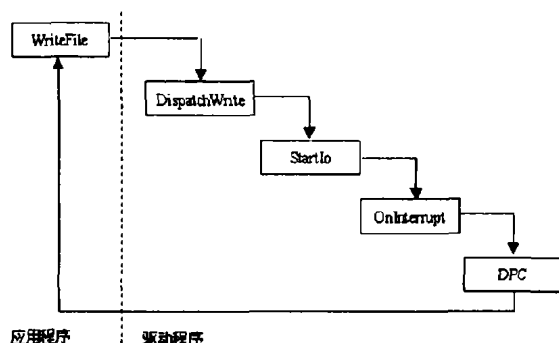 WriteFile
DispatchWrite
StartIo
OnInterrupt
DPC
应用程序
驱动程序